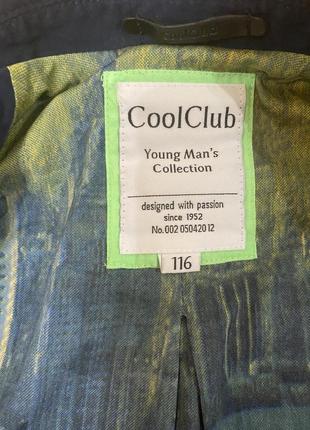 CoolClub
Young Man's
Collection
designed with passion
since 1952
No.002 05042012
116